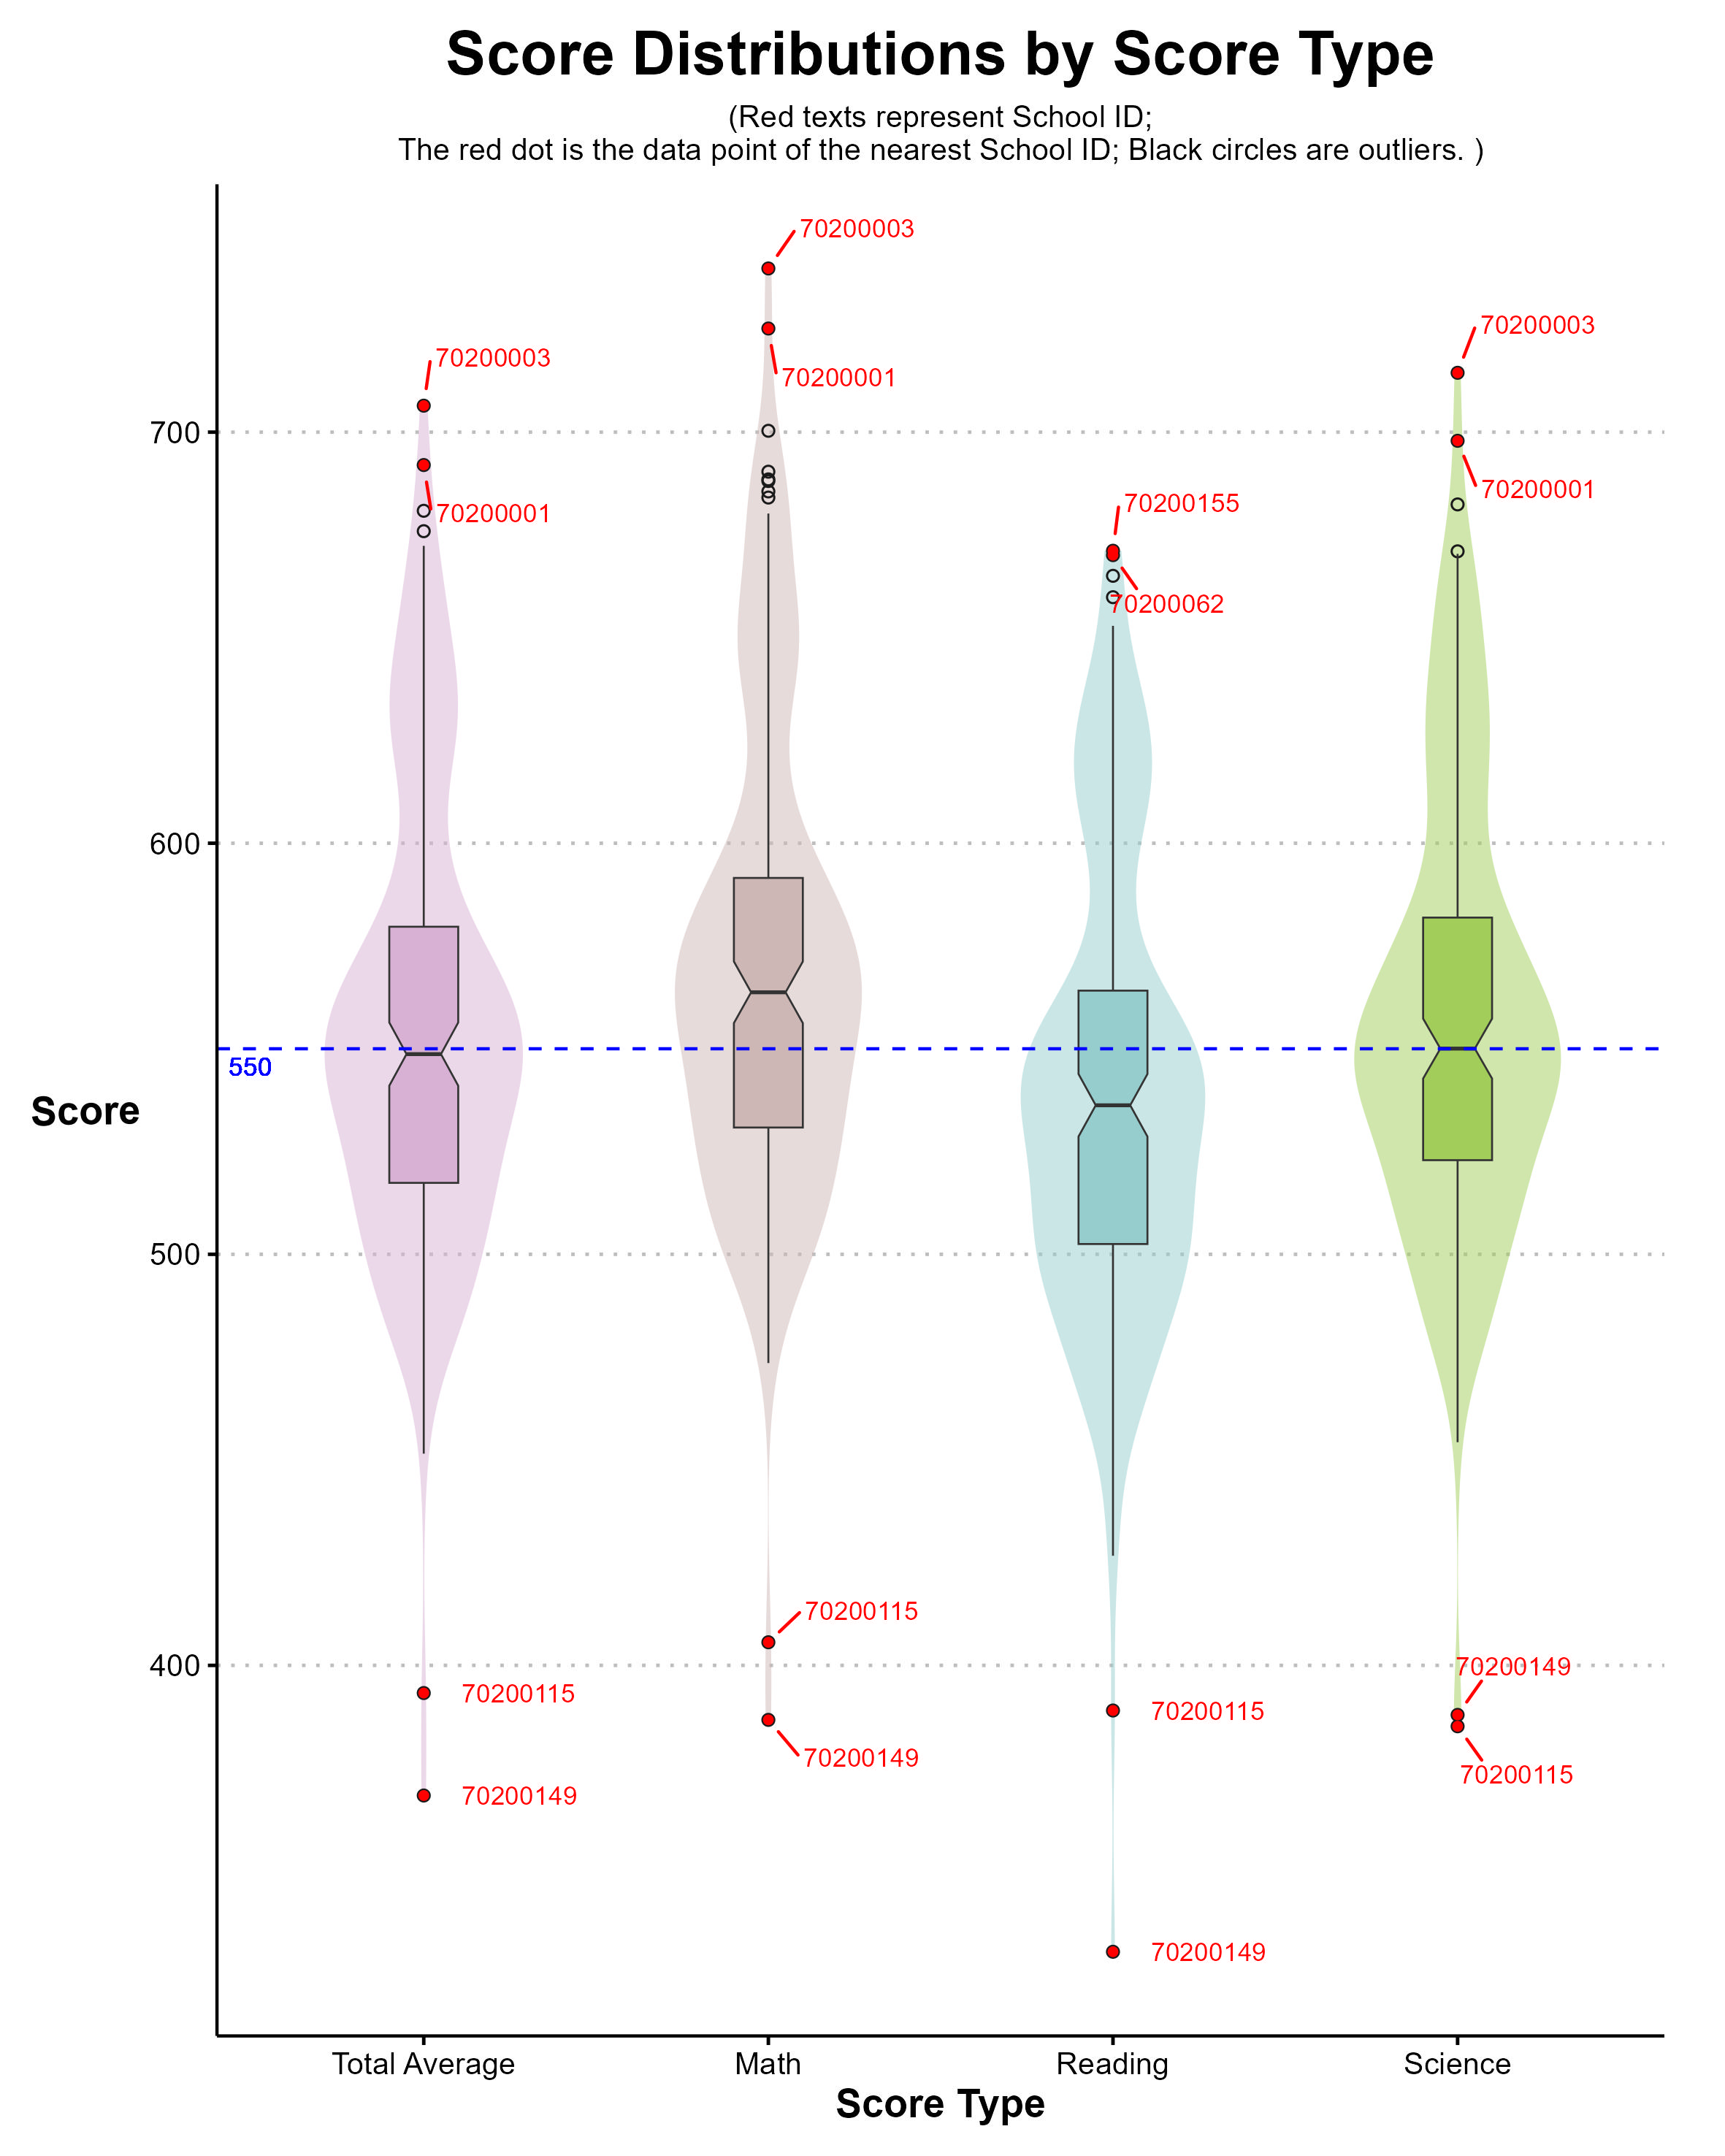 Score Distributions by Score Type
(Red texts represent School ID;
The red dot is the data point of the nearest School ID; Black circles are outliers. )
70200003
70200003
70200003
70200001
700
70200001
70200001
70200155
70200062
600
550
Score
500
70200115
400
70200149
70200115
70200115
70200149
70200115
70200149
70200149
Total Average
Math
Reading
Science
Score Type